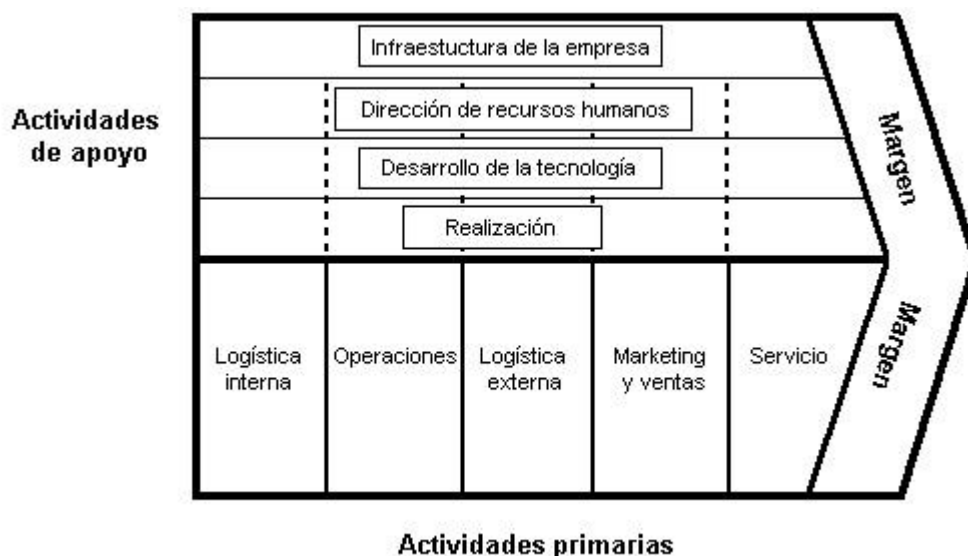 Infraestuctura de la empresa
Dirección de recursos humanos
Actividades
de apoyo
Desarrollo de la tecnología
Realización
Margen
Margen
Logística
interna
Operaciones
Logística
externa
Marketing
y ventas
Servicio
Actividades primarias